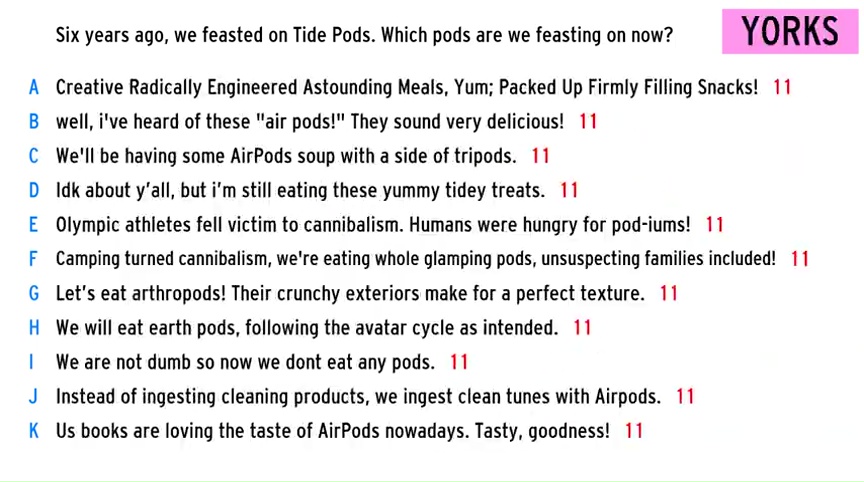 Six years ago, we feasted on Tide Pods. Which pods are we feasting on now?
YORKS
A Creative Radically Engineered Astounding Meals, Yum; Packed Up Firmly Filling Snacks! 11
B well, i've heard of these "air pods!" They sound very delicious! 11
C We'll be having some AirPods soup with a side of tripods. 11
D Idk about y'all, but i'm still eating these yummy tidey treats. 11
E Olympic athletes fell victim to cannibalism. Humans were hungry for pod-iums! 11
F Camping turned cannibalism, we're eating whole glamping pods, unsuspecting families included! 11
G Let's eat arthropods! Their crunchy exteriors make for a perfect texture. 11
H We will eat earth pods, following the avatar cycle as intended. 11
I We are not dumb so now we dont eat any pods. 11
J Instead of ingesting cleaning products, we ingest clean tunes with Airpods. 11
K Us books are loving the taste of AirPods nowadays. Tasty, goodness! 11